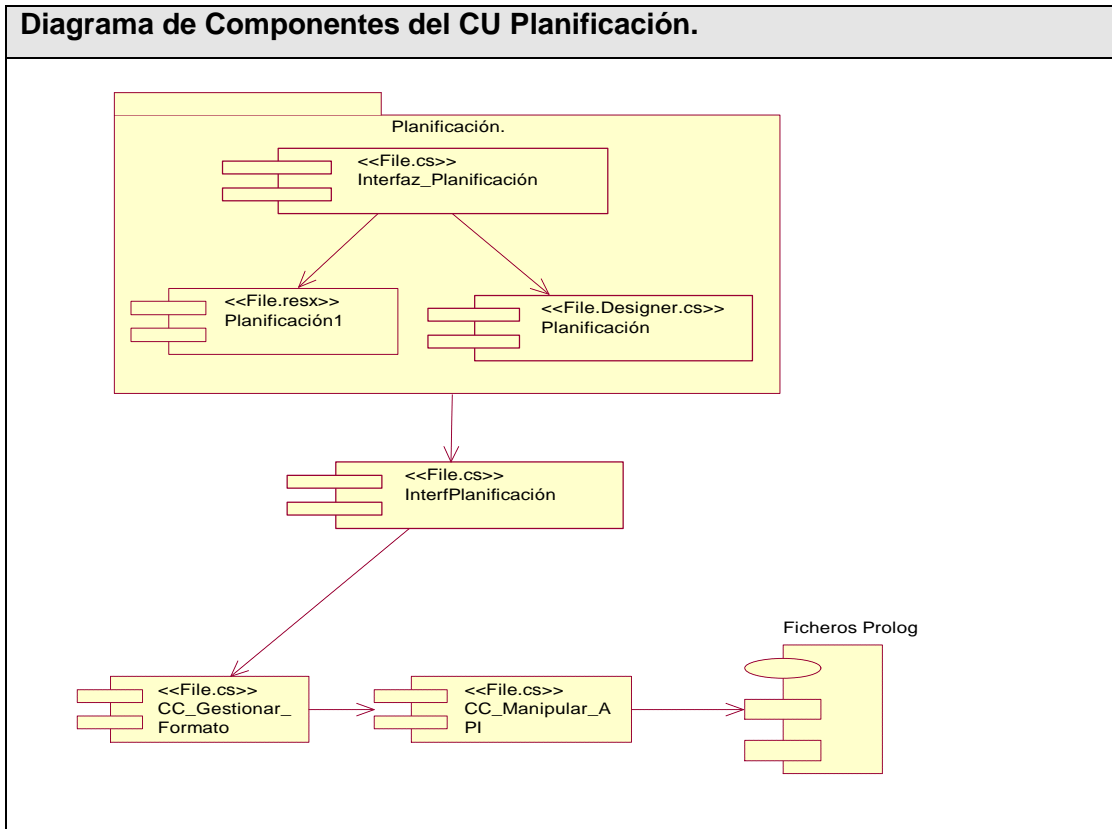 Diagrama de Componentes del CU Planificación.
Planificación.
<<File.cs>>
Interfaz_Planificación
<<File.resx>>
Planificación1
<<File.Designer.cs>>
Planificación
<<File.cs>>
InterfPlanificación
Ficheros Prolog
<<File.cs>>
CC_Gestionar_
Formato
<<File.cs>>
CC_Manipular_A
PI